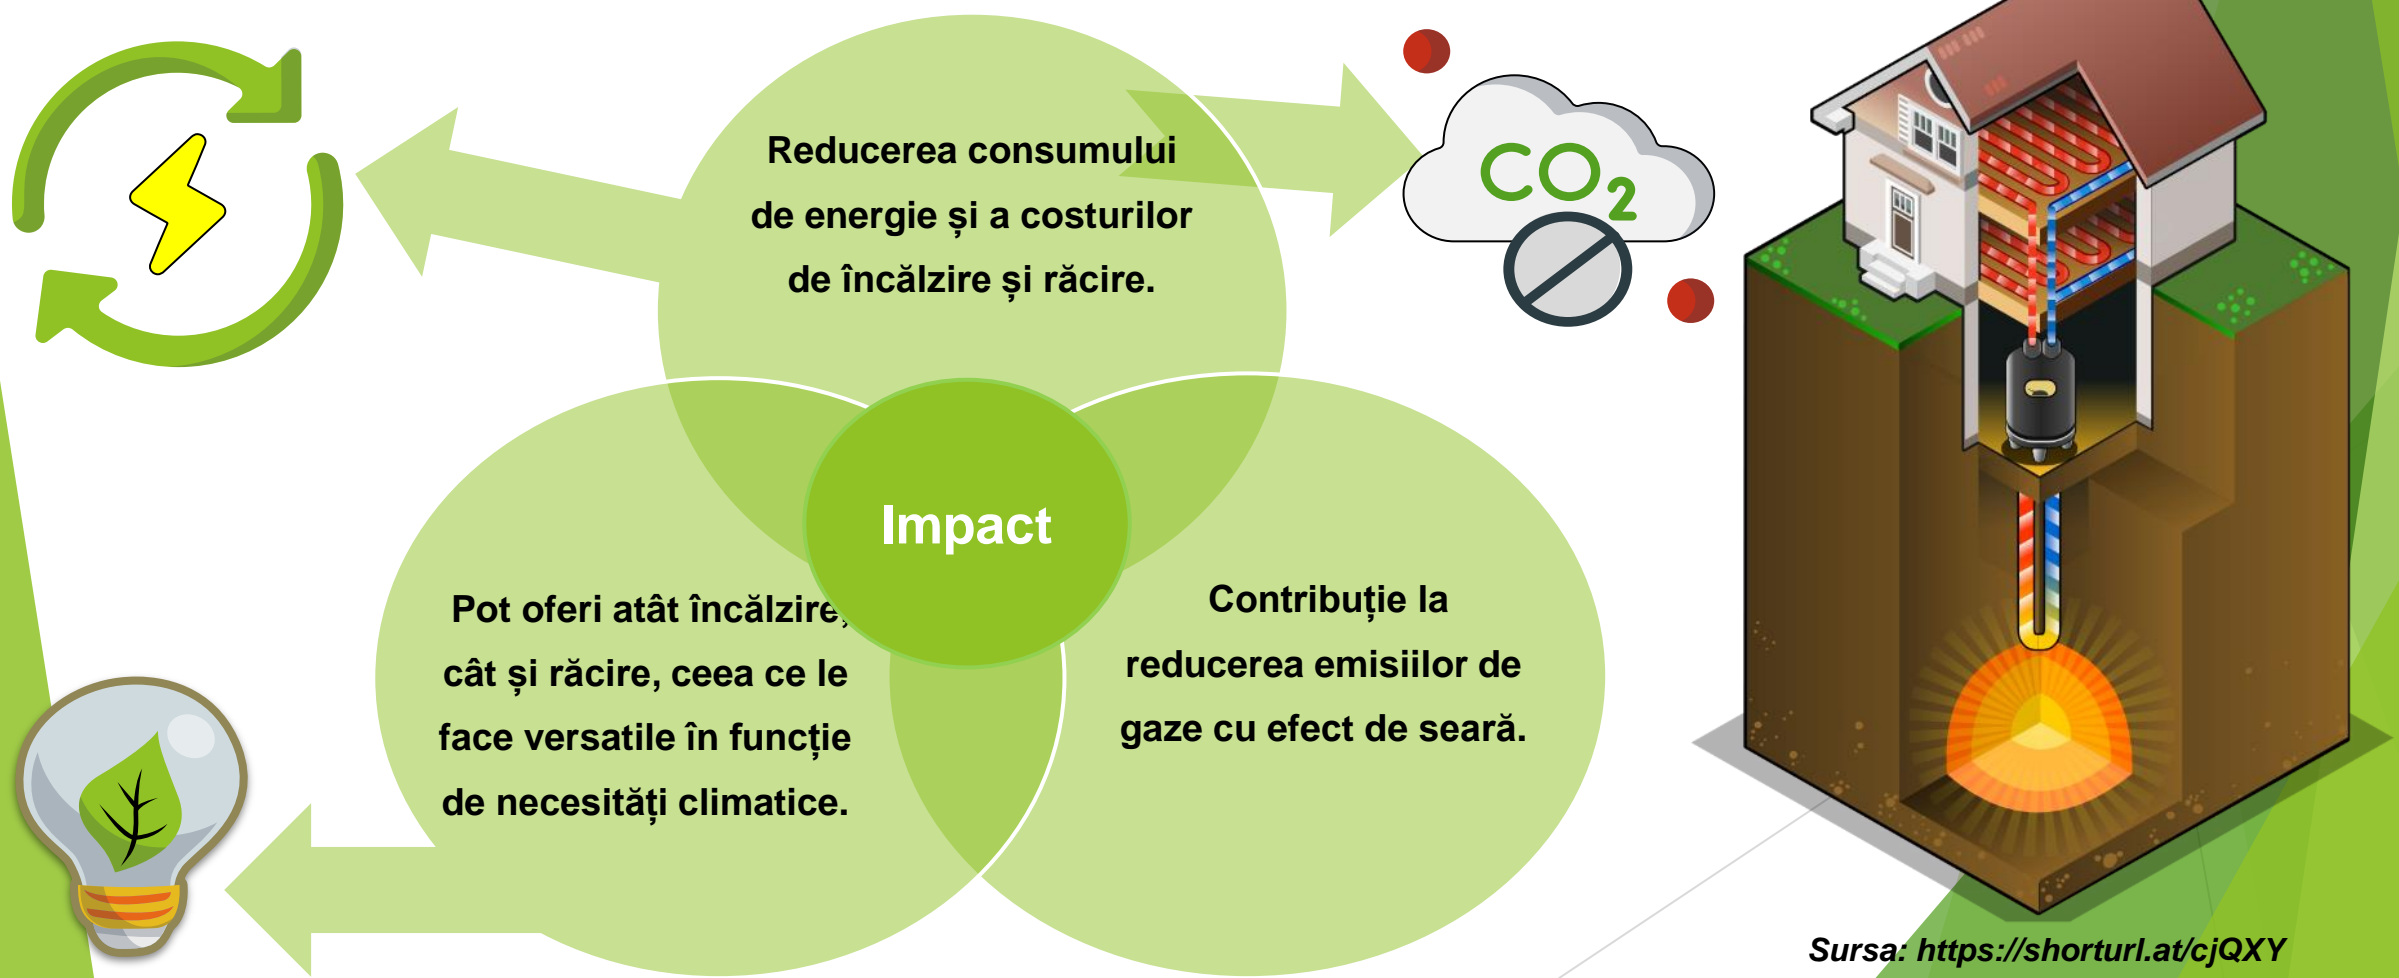 Reducerea consumului
de energie și a costurilor
de încălzire și răcire.
CO₂
Impact
Pot oferi atât încălzire,
cât și răcire, ceea ce le
face versatile în funcție
de necesități climatice.
Contribuție la
reducerea emisiilor de
gaze cu efect de seară.
Sursa: https://shorturl.at/cjQXY